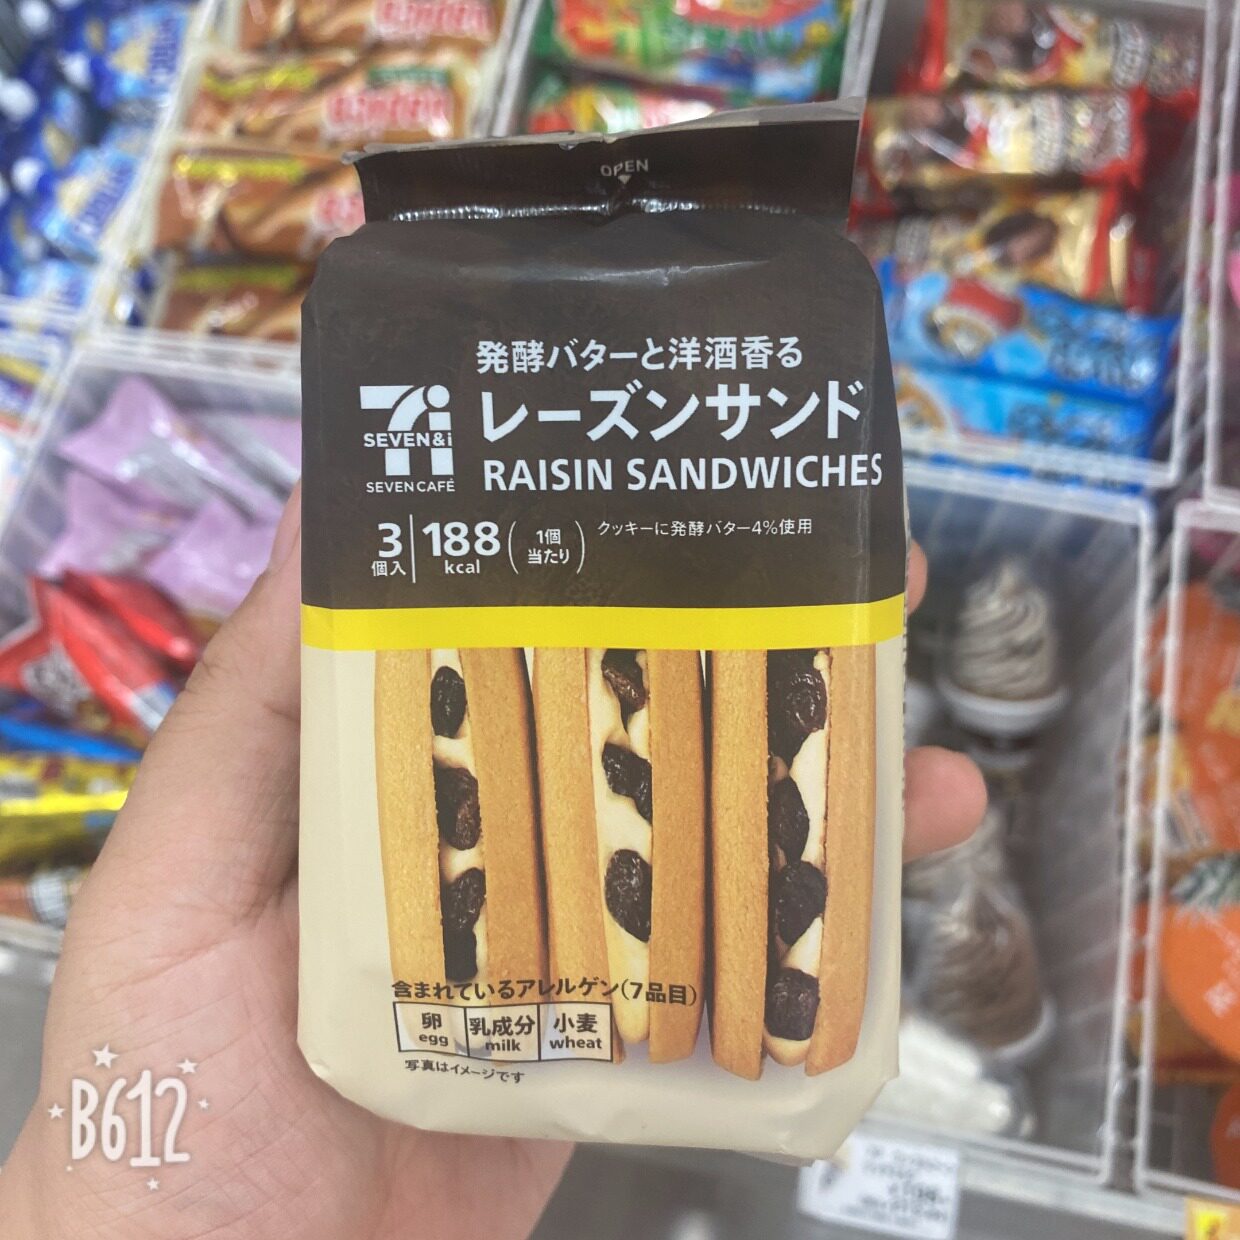 OPEN
発酵バターと洋酒香る
レーズンサンド
RAISIN SANDWICHES
SEVEN&i
SEVEN CAFÉ
3個入
188 kcal
(1個当たり)
クッキーに発酵バター4%使用
含まれているアレルゲン(7品目)
卵 乳成分 小麦
egg milk wheat
写真はイメージです
B612